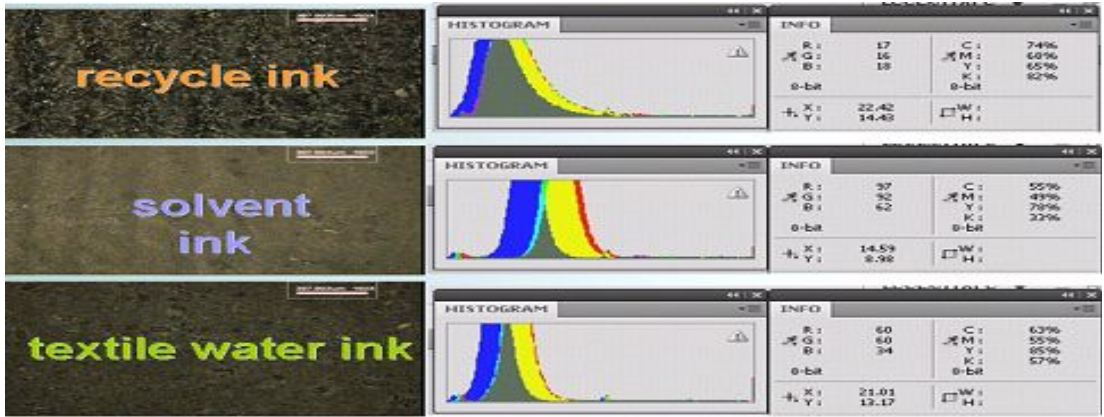 recycle ink
HISTOGRAM
INFO
R: 17 C: 74%
G: 16 M: 68%
B: 18 Y: 65%
K: 82%
8-bit 8-bit
X: 22.42 W:
Y: 14.43 H:
solvent
ink
HISTOGRAM
INFO
R: 97 C: 55%
G: 92 M: 49%
B: 62 Y: 78%
K: 33%
8-bit 8-bit
X: 14.59 W:
Y: 8.98 H:
textile water ink
HISTOGRAM
INFO
R: 60 C: 63%
G: 60 M: 55%
B: 34 Y: 85%
K: 57%
8-bit 8-bit
X: 21.01 W:
Y: 13.17 H: